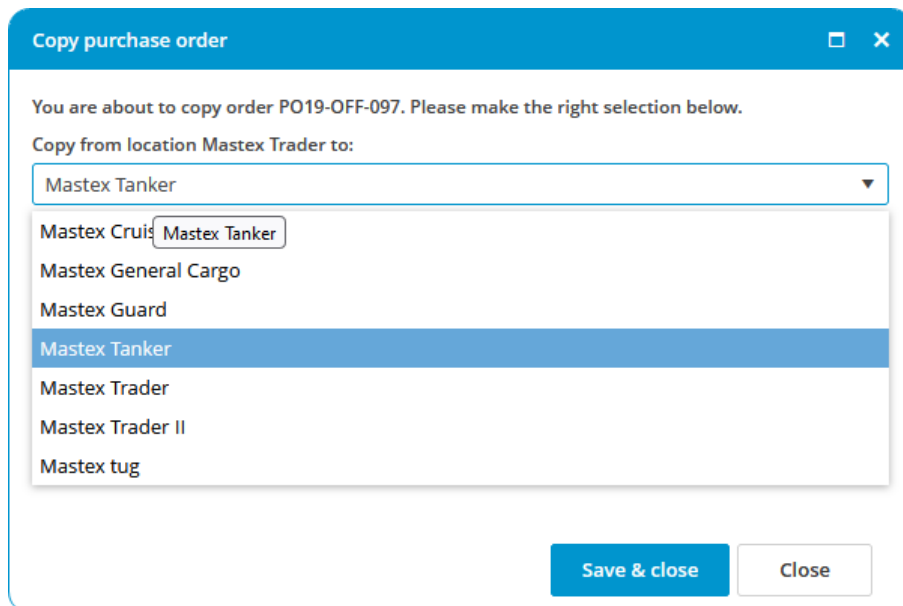 Copy purchase order
You are about to copy order PO19-OFF-097. Please make the right selection below.
Copy from location Mastex Trader to:
Mastex Tanker
Mastex Cruis
Mastex Tanker
Mastex General Cargo
Mastex Guard
Mastex Tanker
Mastex Trader
Mastex Trader II
Mastex tug
Save & close
Close